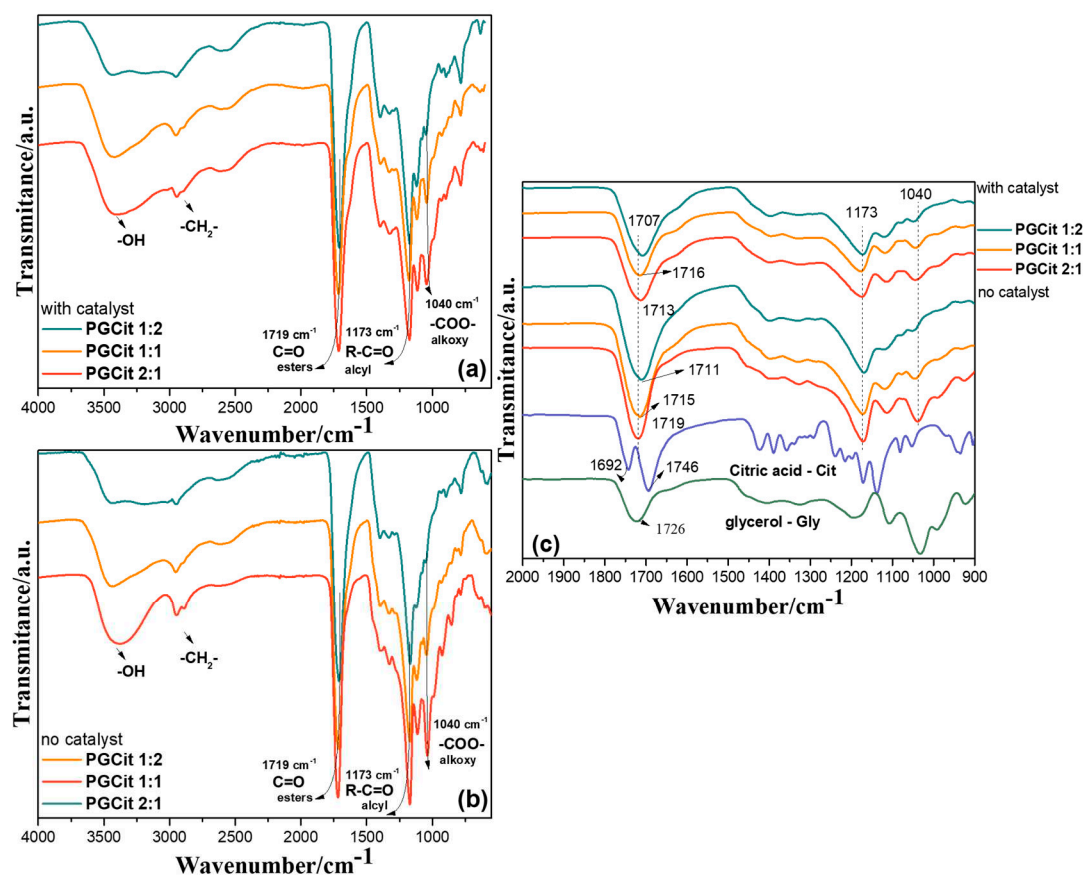 Transmitance/a.u.
-OH
-CH2-
with catalyst
PGCit 1:2
PGCit 1:1
PGCit 2:1
1719 cm-1
C=O
esters
1173 cm-1
R-C=O
alcyl
1040 cm-1
-COO-
alkoxy
(a)
4000 3500 3000 2500 2000 1500 1000
Wavenumber/cm-1
Transmitance/a.u.
-OH
-CH2-
no catalyst
PGCit 1:2
PGCit 1:1
PGCit 2:1
1719 cm-1
C=O
esters
1173 cm-1
R-C=O
alcyl
1040 cm-1
-COO-
alkoxy
(b)
4000 3500 3000 2500 2000 1500 1000
Wavenumber/cm-1
Transmitance/a.u.
1707
1173
1040
with catalyst
PGCit 1:2
PGCit 1:1
PGCit 2:1
no catalyst
1716
1713
1711
1715
1719
1692
1746
Citric acid - Cit
glycerol - Gly
1726
(c)
2000 1900 1800 1700 1600 1500 1400 1300 1200 1100 1000 900
Wavenumber/cm-1